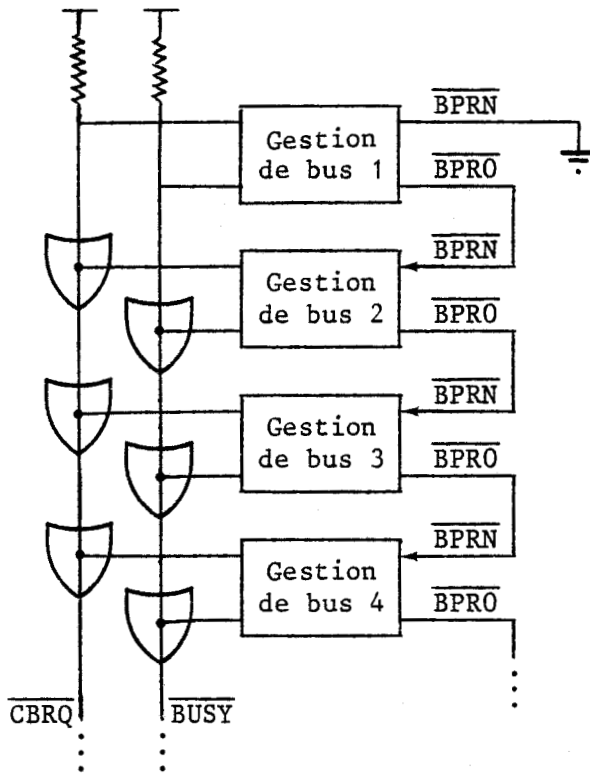 BPRN
Gestion
de bus 1
BPRO
BPRN
Gestion
de bus 2
BPRO
BPRN
Gestion
de bus 3
BPRO
BPRN
Gestion
de bus 4
BPRO
CBRQ
BUSY